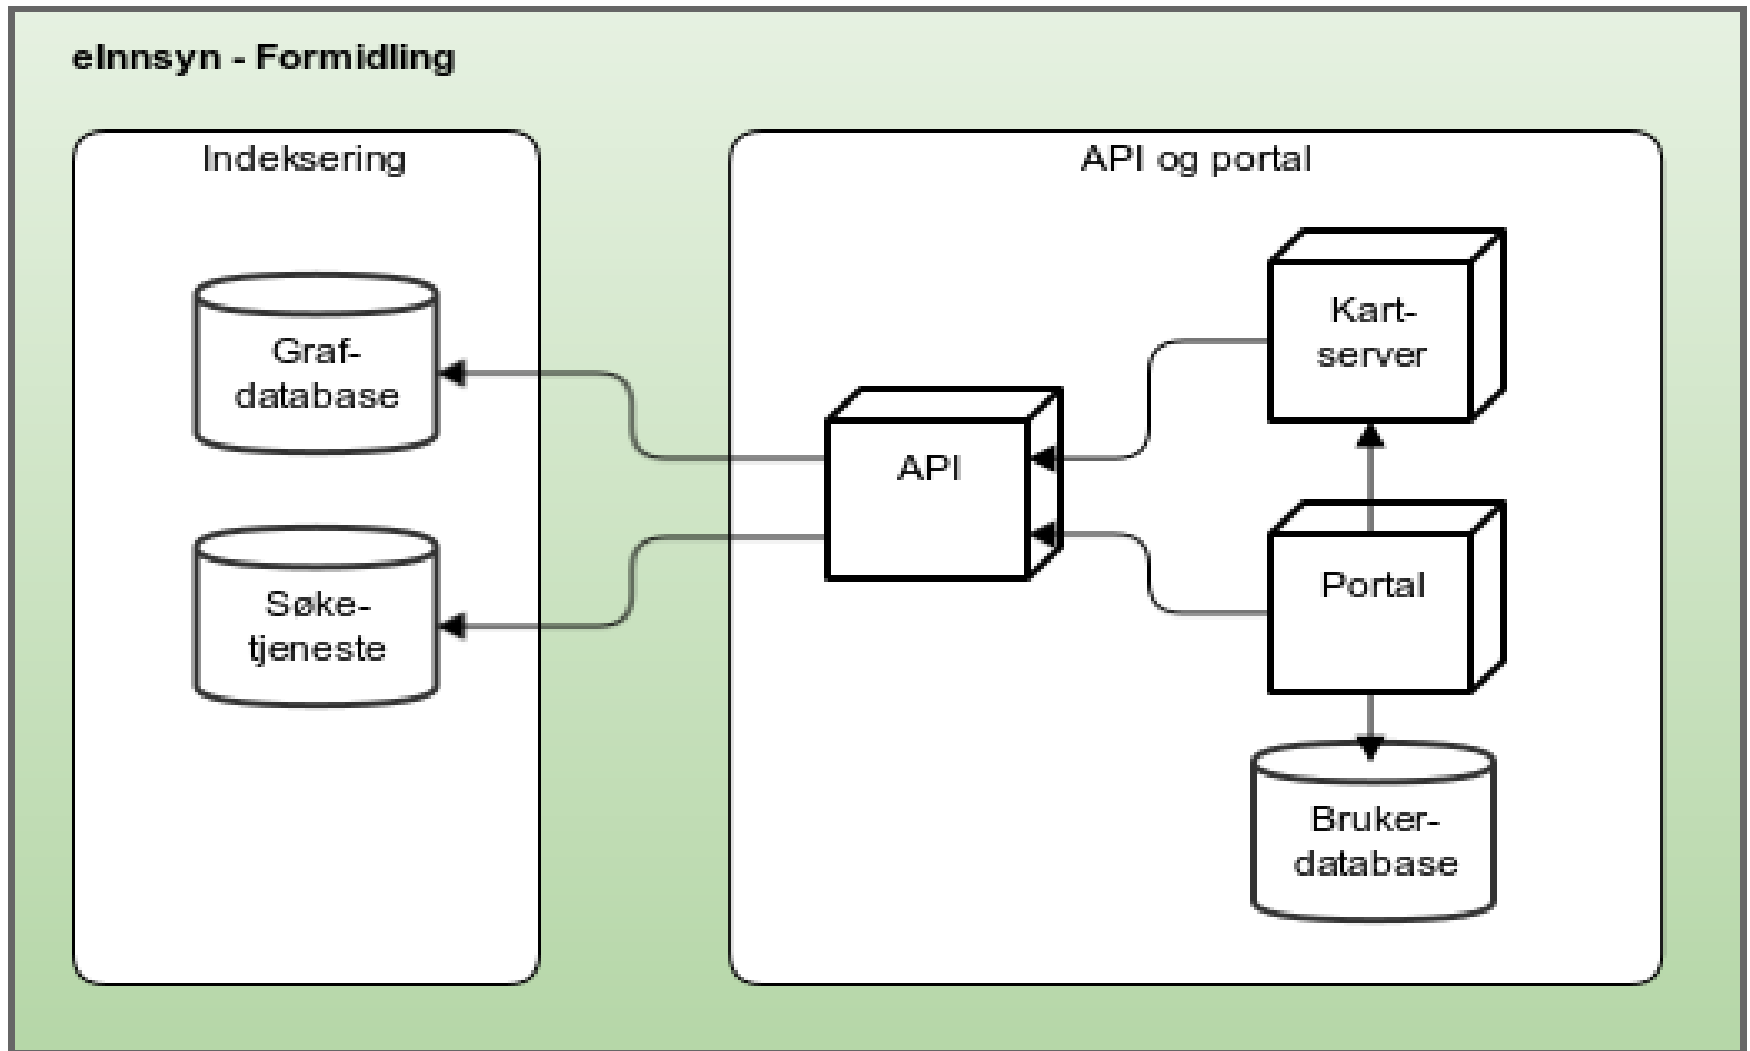 eInnsyn - Formidling
Indeksering
Graf-
database
Søke-
tjeneste
API og portal
API
Kart-
server
Portal
Bruker-
database